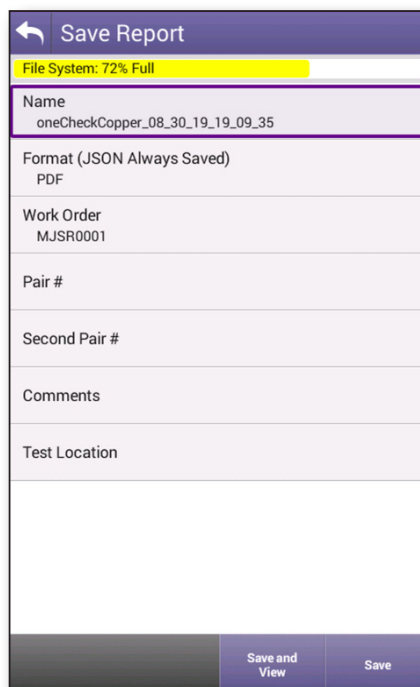 Save Report
File System: 72% Full
Name
oneCheckCopper_08_30_19_19_09_35
Format (JSON Always Saved)
PDF
Work Order
MJSR0001
Pair #
Second Pair #
Comments
Test Location
Save and
View
Save